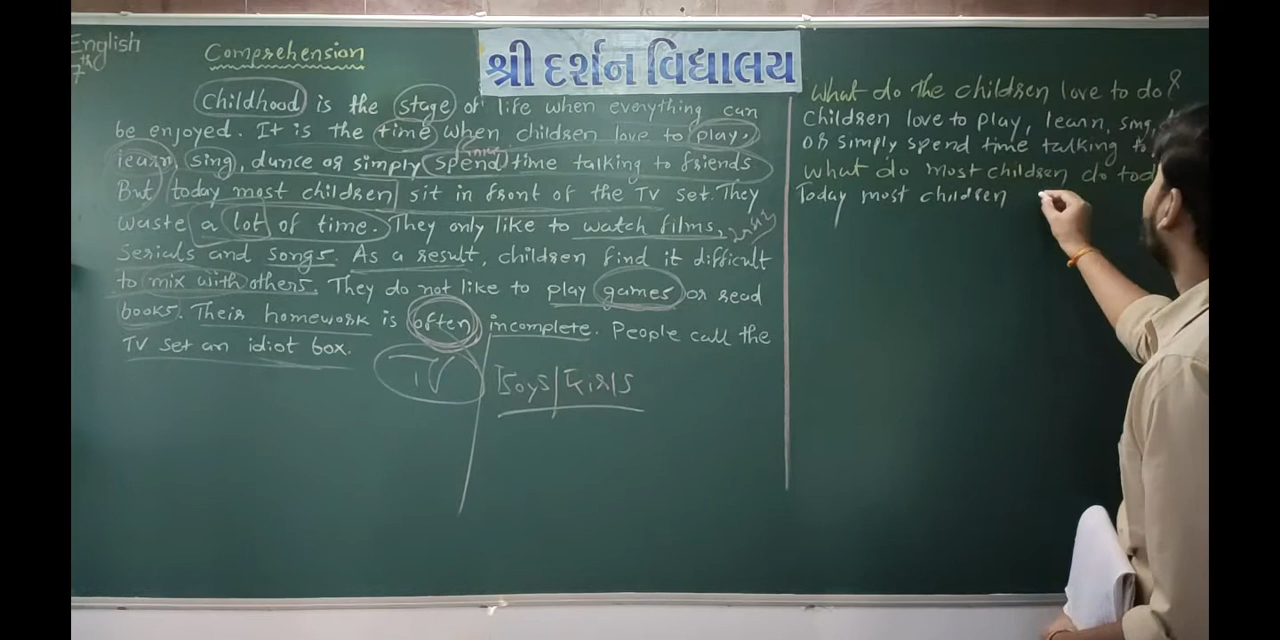 English
7th
Comprehension
શ્રી દર્શન વિદ્યાલય
Childhood is the stage of life when everything can
be enjoyed. It is the time when children love to play,
learn sing, dance or simply spend time talking to friends
But today most children sit in front of the TV set. They
waste a lot of time. They only like to watch films,
serials and songs. As a result, children find it difficult
to mix with others. They do not like to play games or read
books. Their homework is often incomplete. People call the
TV set an idiot box.
TV
Boys | Girls
What do the children love to do?
Children love to play, learn, sing,
or simply spend time talking to
What do most children do
Today most children